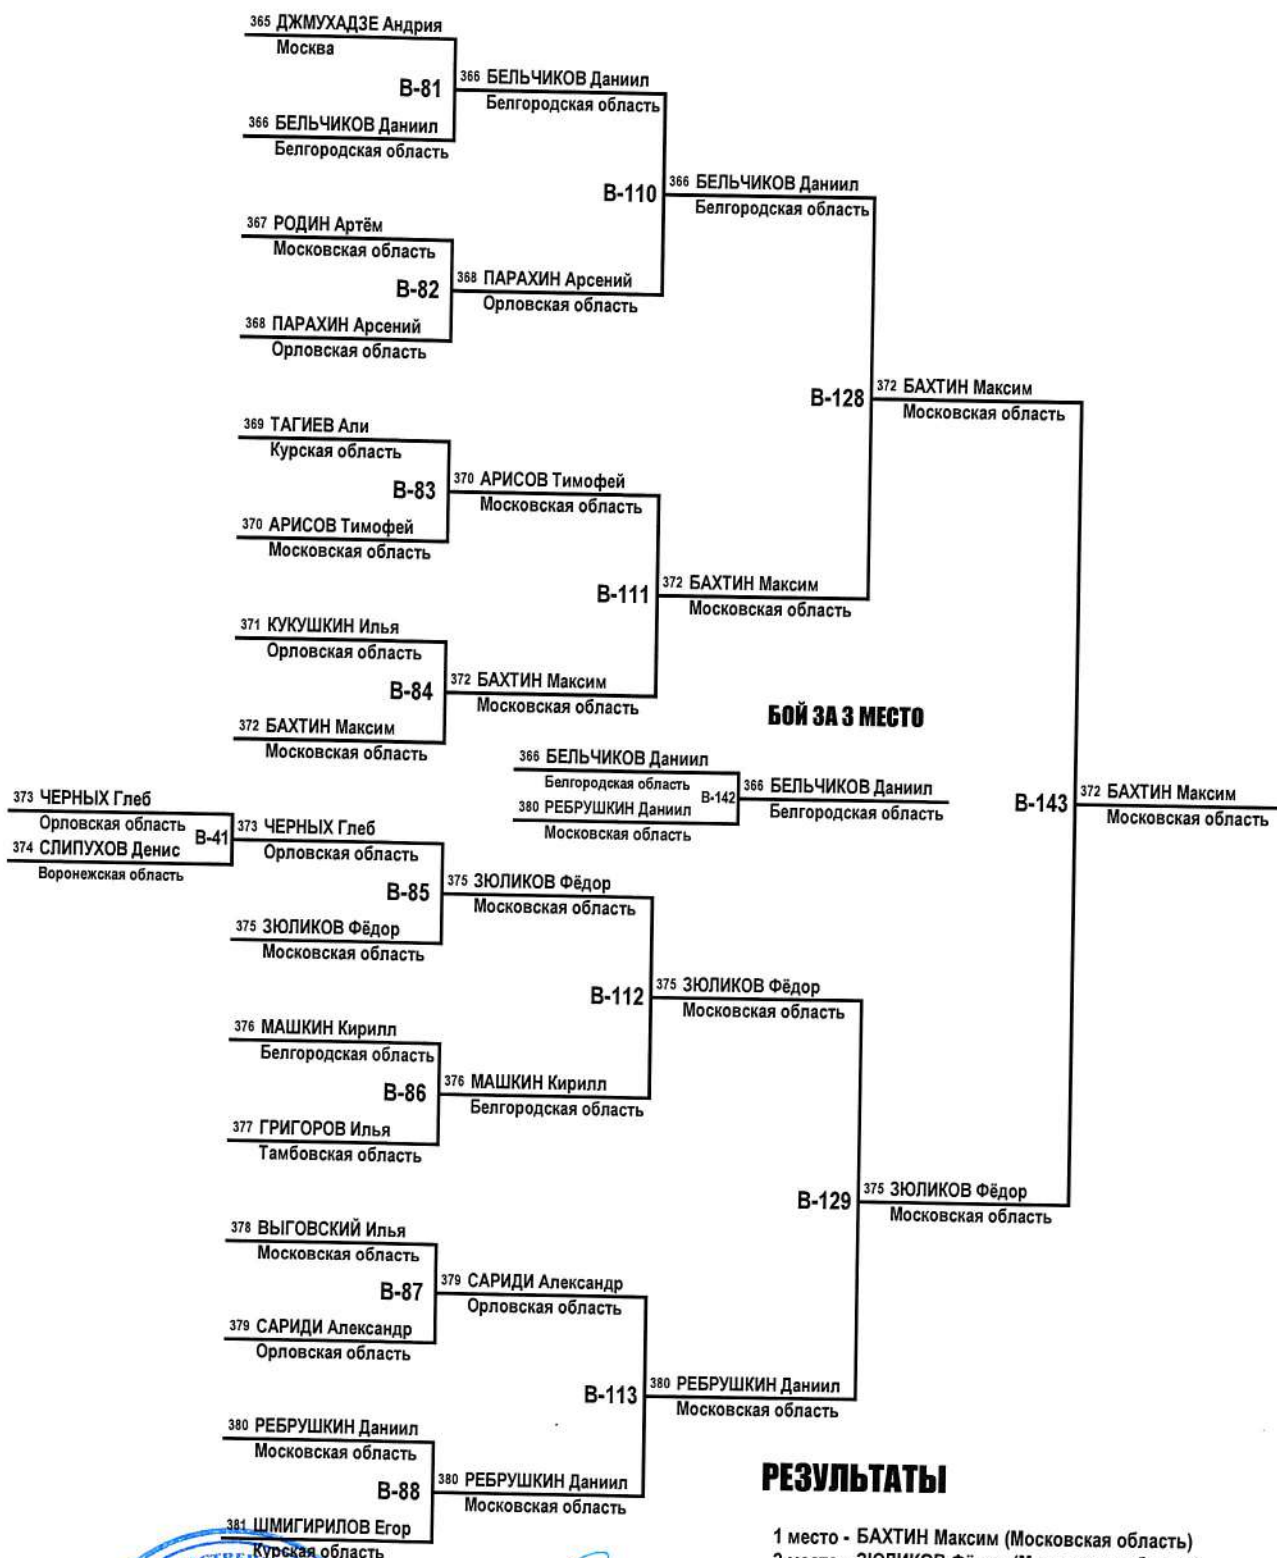 365 ДЖМУХАДЗЕ Андрия
Москва
В-81
366 БЕЛЬЧИКОВ Даниил
Белгородская область
366 БЕЛЬЧИКОВ Даниил
Белгородская область
В-110
366 БЕЛЬЧИКОВ Даниил
Белгородская область
367 РОДИН Артём
Московская область
В-82
368 ПАРАХИН Арсений
Орловская область
368 ПАРАХИН Арсений
Орловская область
В-128
372 БАХТИН Максим
Московская область
369 ТАГИЕВ Али
Курская область
В-83
370 АРИСОВ Тимофей
Московская область
370 АРИСОВ Тимофей
Московская область
В-111
372 БАХТИН Максим
Московская область
371 КУКУШКИН Илья
Орловская область
В-84
372 БАХТИН Максим
Московская область
372 БАХТИН Максим
Московская область
БОЙ ЗА 3 МЕСТО
366 БЕЛЬЧИКОВ Даниил
Белгородская область
В-142
366 БЕЛЬЧИКОВ Даниил
Белгородская область
380 РЕБРУШКИН Даниил
Московская область
В-143
372 БАХТИН Максим
Московская область
373 ЧЕРНЫХ Глеб
Орловская область
В-41
373 ЧЕРНЫХ Глеб
Орловская область
374 СЛИПУХОВ Денис
Воронежская область
В-85
375 ЗЮЛИКОВ Фёдор
Московская область
375 ЗЮЛИКОВ Фёдор
Московская область
В-112
375 ЗЮЛИКОВ Фёдор
Московская область
376 МАШКИН Кирилл
Белгородская область
В-86
376 МАШКИН Кирилл
Белгородская область
377 ГРИГОРОВ Илья
Тамбовская область
В-129
375 ЗЮЛИКОВ Фёдор
Московская область
378 ВЫГОВСКИЙ Илья
Московская область
В-87
379 САРИДИ Александр
Орловская область
379 САРИДИ Александр
Орловская область
В-113
380 РЕБРУШКИН Даниил
Московская область
380 РЕБРУШКИН Даниил
Московская область
В-88
380 РЕБРУШКИН Даниил
Московская область
381 ШМИГИРИЛОВ Егор
Курская область
РЕЗУЛЬТАТЫ
1 место - БАХТИН Максим (Московская область)